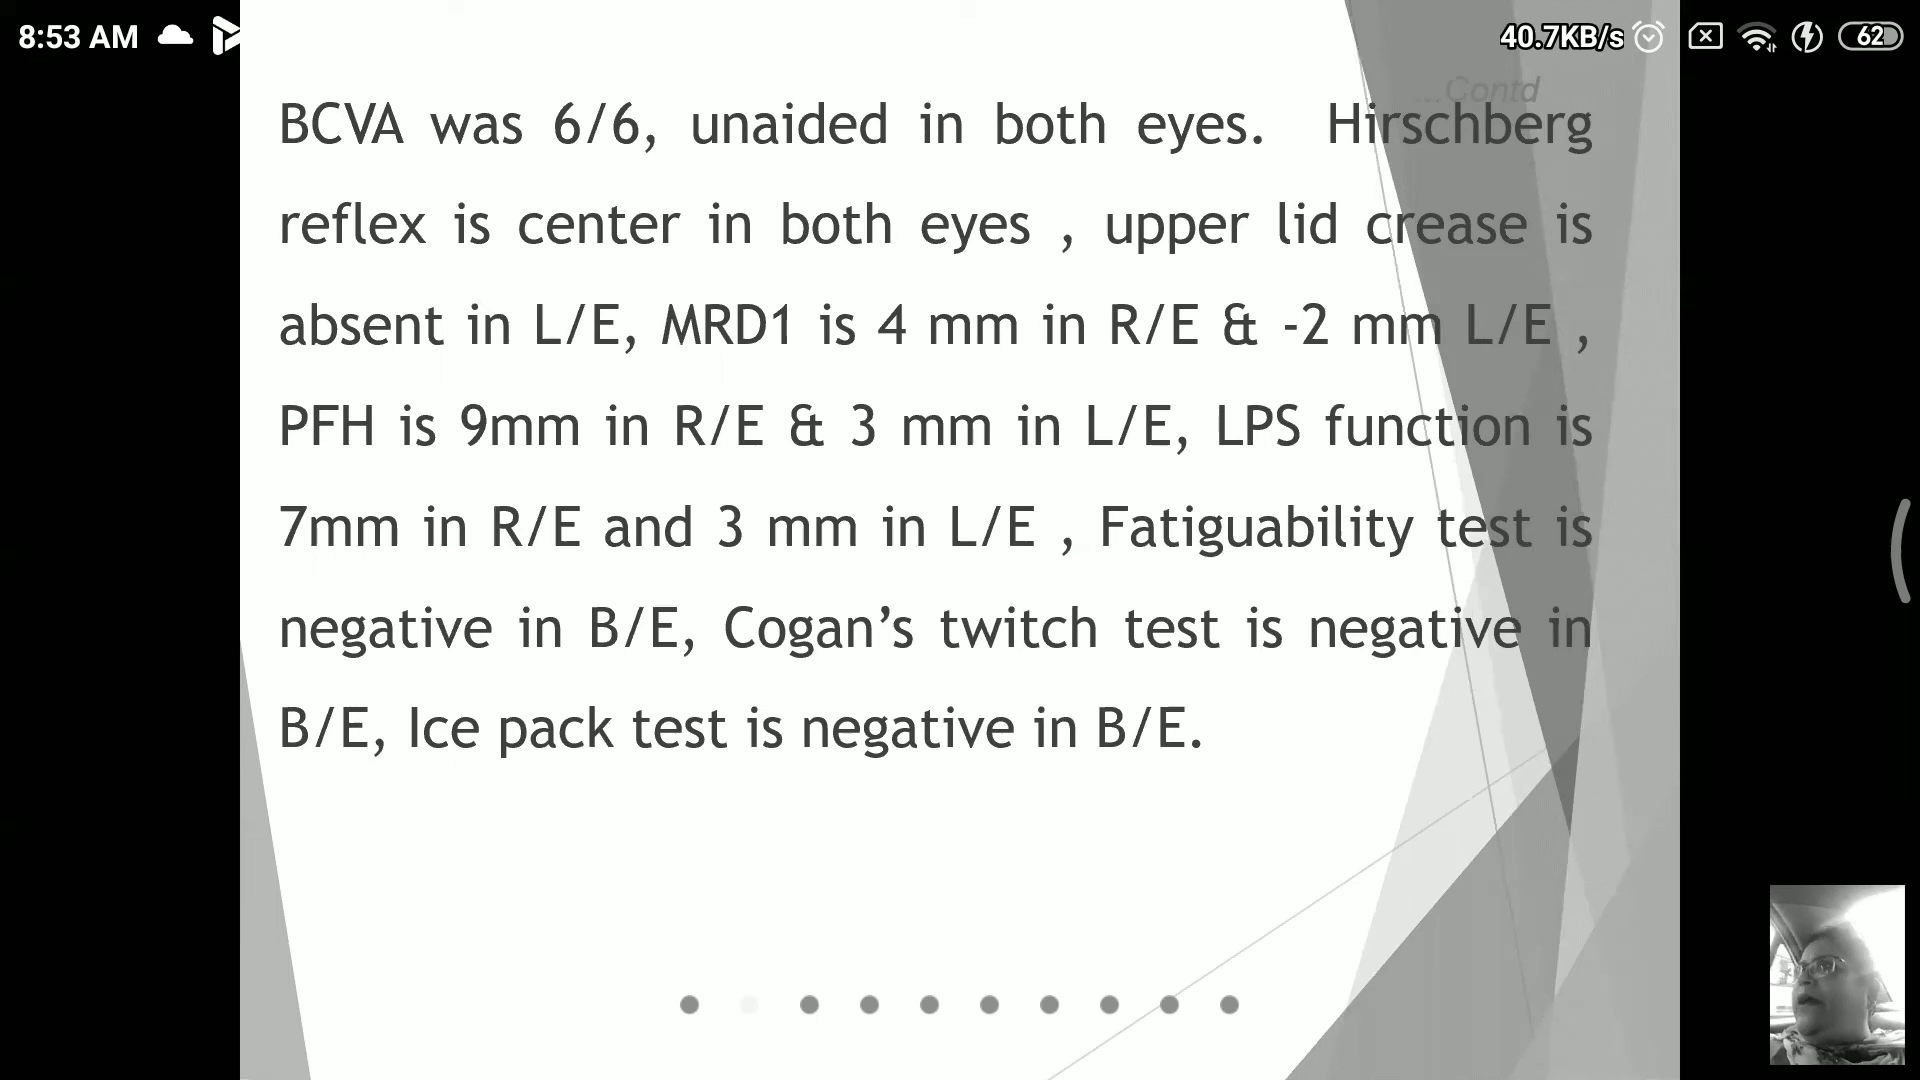 8:53 AM
40.7KB/s
62
...Contd
BCVA was 6/6, unaided in both eyes. Hirschberg
reflex is center in both eyes , upper lid crease is
absent in L/E, MRD1 is 4 mm in R/E & -2 mm L/E ,
PFH is 9mm in R/E & 3 mm in L/E, LPS function is
7mm in R/E and 3 mm in L/E , Fatiguability test is
negative in B/E, Cogan’s twitch test is negative in
B/E, Ice pack test is negative in B/E.